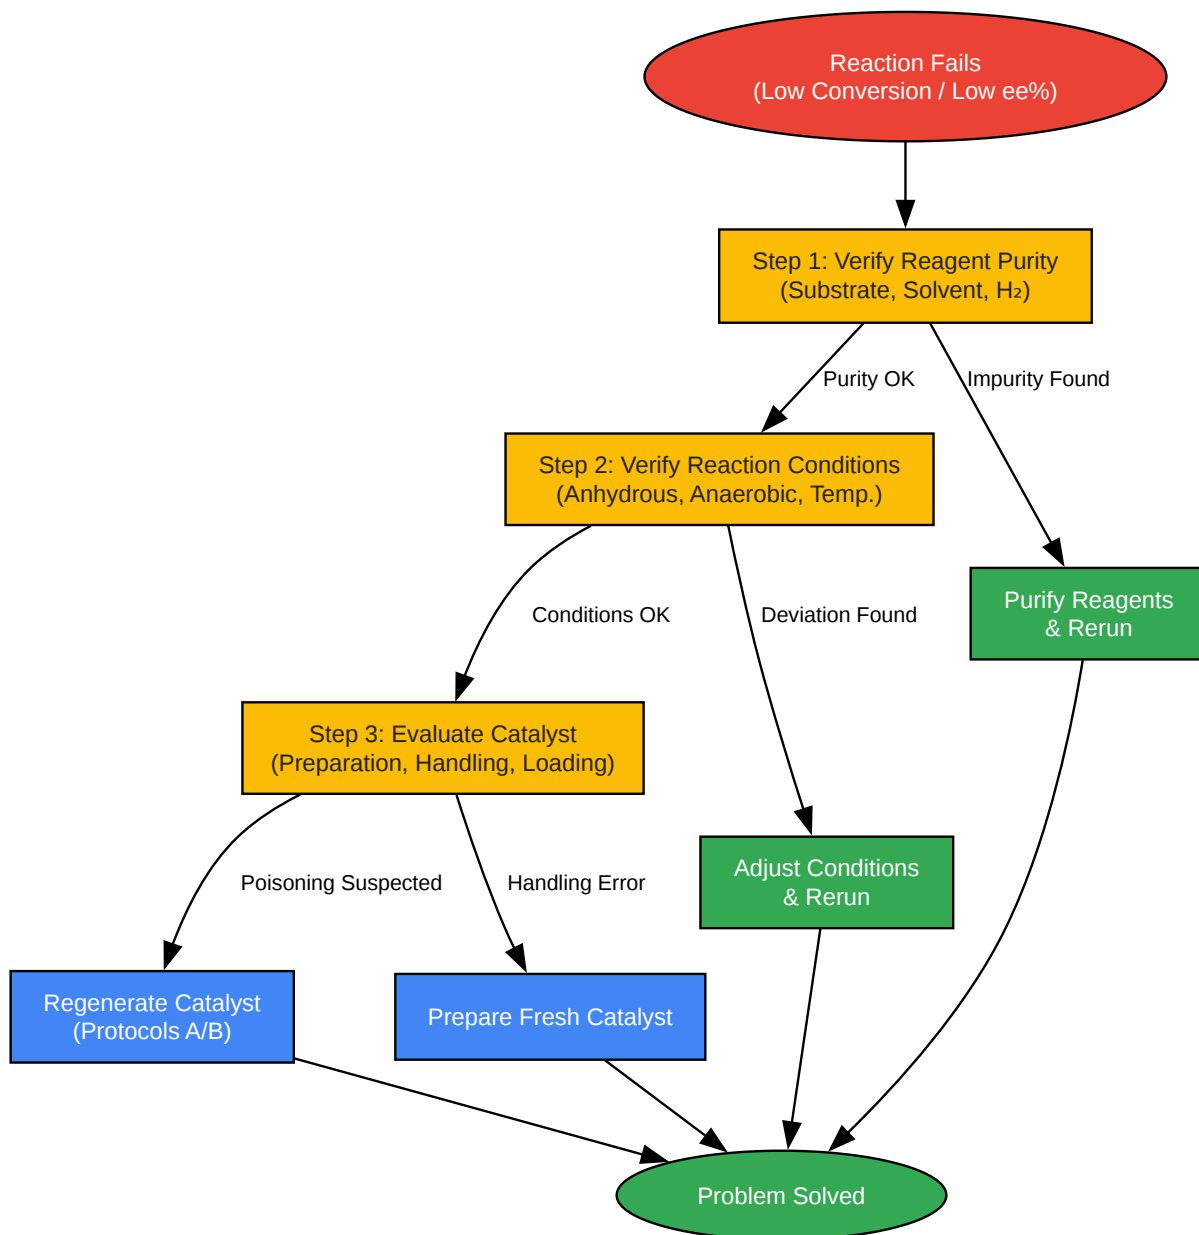 Reaction Fails
(Low Conversion / Low ee%)
Step 1: Verify Reagent Purity
(Substrate, Solvent, H₂)
Purity OK
Impurity Found
Step 2: Verify Reaction Conditions
(Anhydrous, Anaerobic, Temp.)
Purify Reagents
& Rerun
Conditions OK
Deviation Found
Step 3: Evaluate Catalyst
(Preparation, Handling, Loading)
Adjust Conditions
& Rerun
Poisoning Suspected
Handling Error
Regenerate Catalyst
(Protocols A/B)
Prepare Fresh Catalyst
Problem Solved